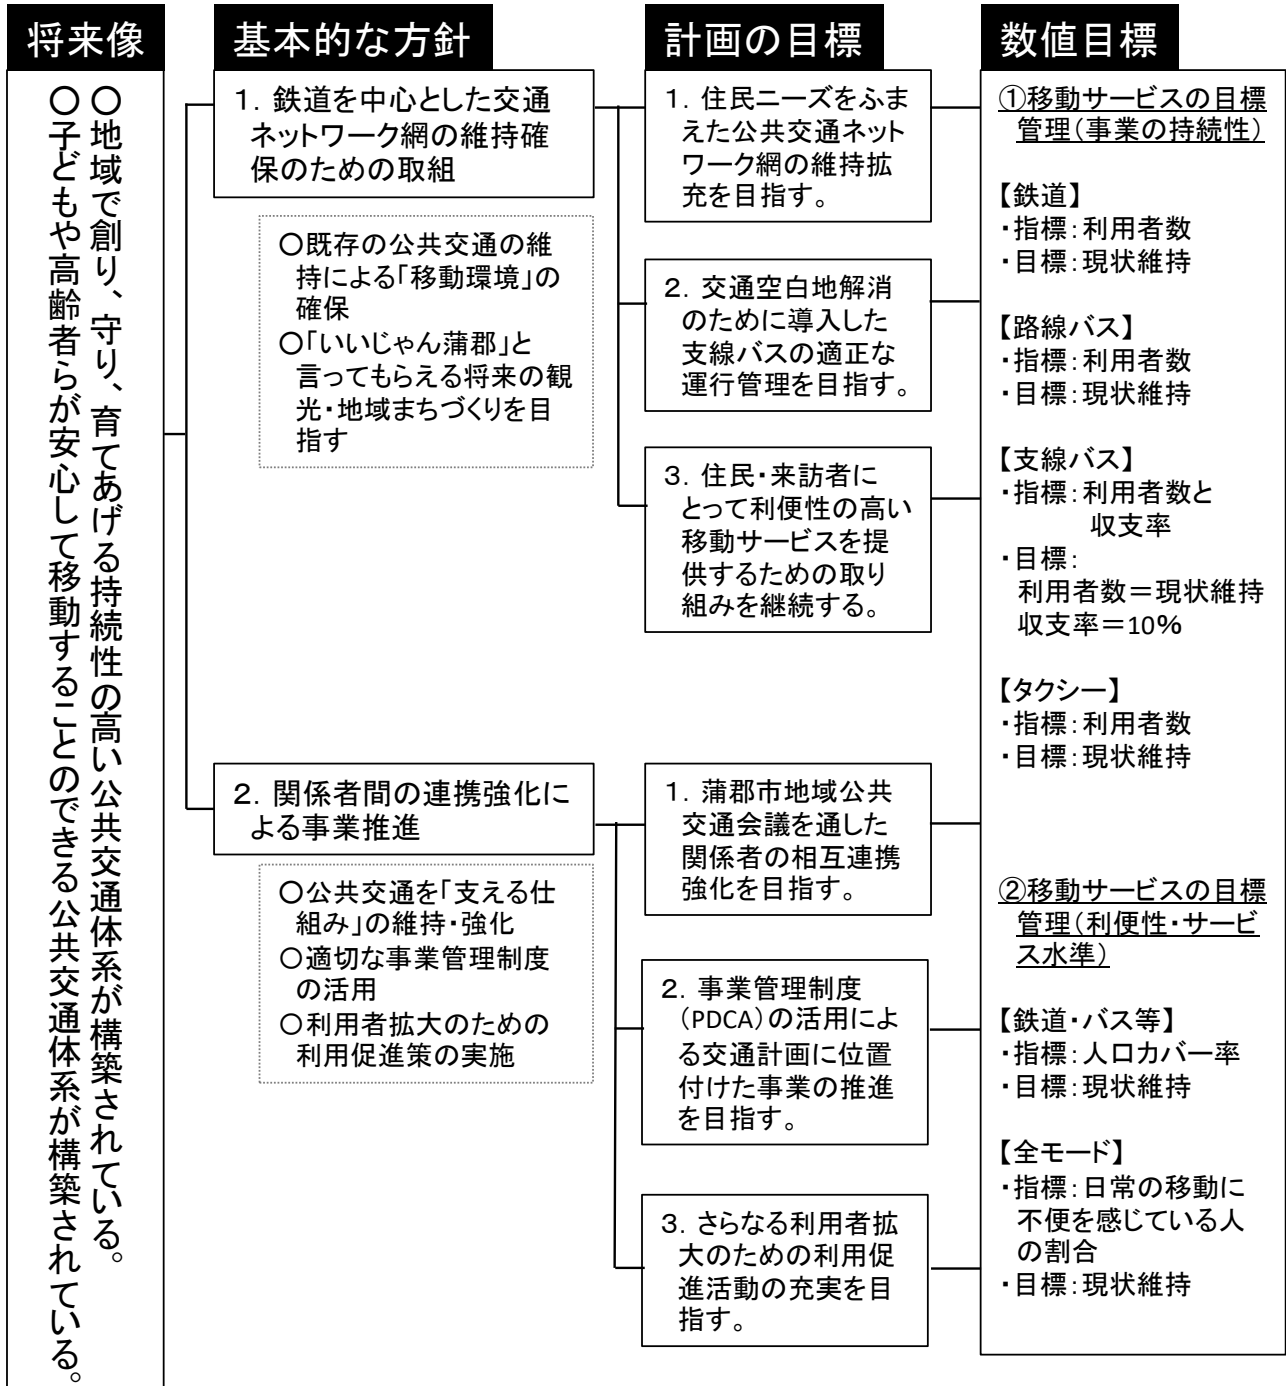 将来像
〇地域で創り、守り、育てあげる持続性の高い公共交通体系が構築されている。
〇子どもや高齢者らが安心して移動することのできる公共交通体系が構築されている。
基本的な方針
１．鉄道を中心とした交通
ネットワーク網の維持確
保のための取組
〇既存の公共交通の維
持による「移動環境」の
確保
〇「いいじゃん蒲郡」と
言ってもらえる将来の観
光・地域まちづくりを目
指す
２．関係者間の連携強化に
よる事業推進
〇公共交通を「支える仕
組み」の維持・強化
〇適切な事業管理制度
の活用
〇利用者拡大のための
利用促進策の実施
計画の目標
１．住民ニーズをふま
えた公共交通ネット
ワーク網の維持拡
充を目指す。
２．交通空白地解消
のために導入した
支線バスの適正な
運行管理を目指す。
３．住民・来訪者に
とって利便性の高い
移動サービスを提
供するための取り
組みを継続する。
１．蒲郡市地域公共
交通会議を通した
関係者の相互連携
強化を目指す。
２．事業管理制度
（PDCA）の活用によ
る交通計画に位置
付けた事業の推進
を目指す。
３．さらなる利用者拡
大のための利用促
進活動の充実を目
指す。
数値目標
①移動サービスの目標
管理（事業の持続性）
【鉄道】
・指標：利用者数
・目標：現状維持
【路線バス】
・指標：利用者数
・目標：現状維持
【支線バス】
・指標：利用者数と
収支率
・目標：
利用者数＝現状維持
収支率＝10％
【タクシー】
・指標：利用者数
・目標：現状維持
②移動サービスの目標
管理（利便性・サービ
ス水準）
【鉄道・バス等】
・指標：人口カバー率
・目標：現状維持
【全モード】
・指標：日常の移動に
不便を感じている人
の割合
・目標：現状維持